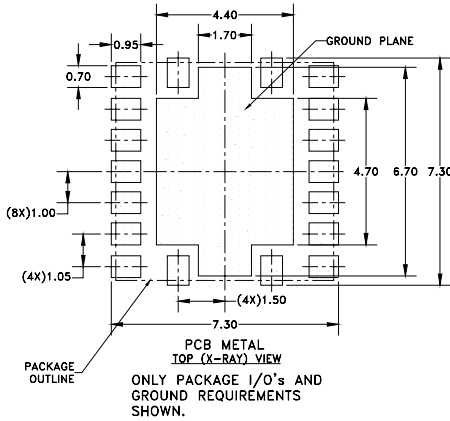 4.40
1.70
GROUND PLANE
0.95
0.70
4.70
6.70
7.30
(8X)1.00
(4X)1.05
(4X)1.50
7.30
PACKAGE
OUTLINE
PCB METAL
TOP (X-RAY) VIEW
ONLY PACKAGE I/O's AND
GROUND REQUIREMENTS
SHOWN.